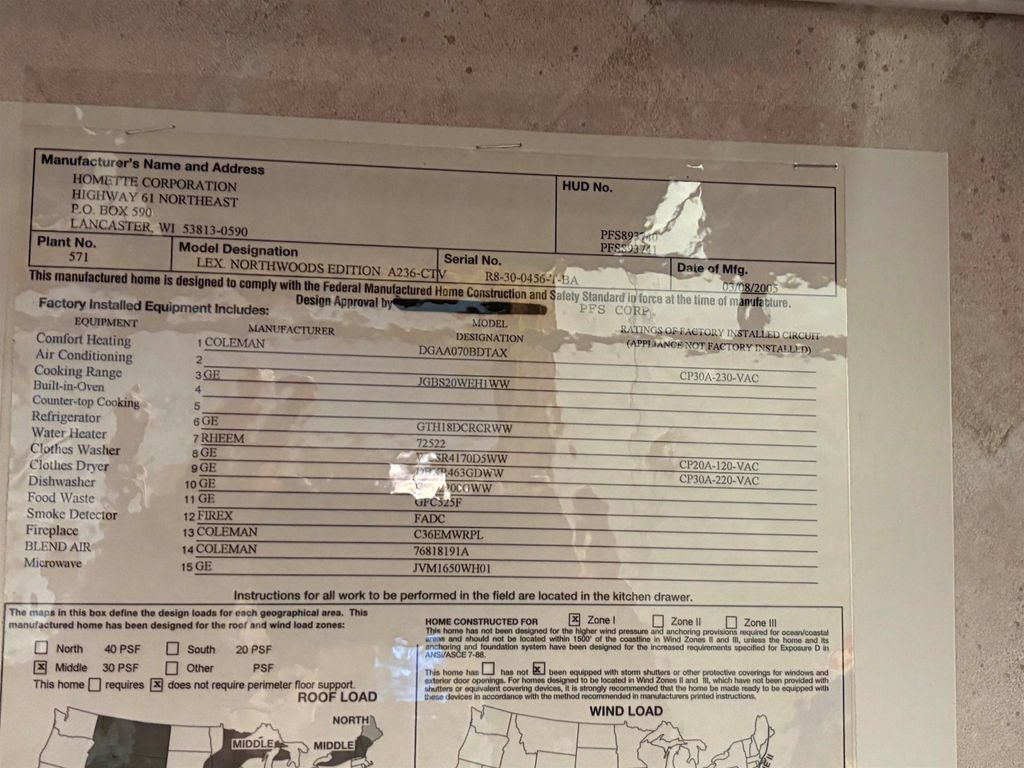 Manufacturer's Name and Address
HOMETTE CORPORATION
HIGHWAY 61 NORTHEAST
P.O. BOX 590
LANCASTER, WI 53813-0590
HUD No.
PFS893741
Plant No.
571
Model Designation
LEX. NORTHWOODS EDITION A236-CTV
Serial No.
R8-30-0456-T-BA
Date of Mfg.
03/08/2005
This manufactured home is designed to comply with the Federal Manufactured Home Construction and Safety Standard in force at the time of manufacture.
Design Approval by
PFS CORP
Factory Installed Equipment Includes:
EQUIPMENT MANUFACTURER MODEL DESIGNATION RATINGS OF FACTORY INSTALLED CIRCUIT (APPLIANCE NOT FACTORY INSTALLED)
Comfort Heating 1 COLEMAN DGAA070BDTAX
Air Conditioning 2
Cooking Range 3 GE JGBS20WEH1WW CP30A-230-VAC
Built-in-Oven 4
Counter-top Cooking 5
Refrigerator 6 GE GTH18DCRCRWW
Water Heater 7 RHEEM 72522
Clothes Washer 8 GE CP20A-120-VAC
Clothes Dryer 9 GE CP30A-220-VAC
Dishwasher 10 GE
Food Waste 11 GE GFC325F
Smoke Detector 12 FIREX FADC
Fireplace 13 COLEMAN C36EMWRPL
BLEND AIR 14 COLEMAN 76818191A
Microwave 15 GE JVM1650WH01
Instructions for all work to be performed in the field are located in the kitchen drawer.
The maps in this box define the design loads for each geographical area. This
manufactured home has been designed for the roof and wind load zones:
North 40 PSF South 20 PSF
Middle 30 PSF Other PSF
This home requires does not require perimeter floor support.
ROOF LOAD
NORTH
MIDDLE MIDDLE
HOME CONSTRUCTED FOR Zone I Zone II Zone III
This home has not been designed for the higher wind pressure and anchoring provisions required for ocean/coastal
areas and should not be located within 1500' of the coastline in Wind Zones II and III, unless the home and its
anchoring and foundation system have been designed for the increased requirements specified for Exposure D in
ANSI/ASCE 7-88.
This home has has not been equipped with storm shutters or other protective coverings for windows and
exterior door openings. For homes designed to be located in Wind Zones II and III, which have not been provided with
shutters or equivalent covering devices, it is strongly recommended that the home be made ready to be equipped with
these devices in accordance with the method recommended in manufacturers printed instructions.
WIND LOAD